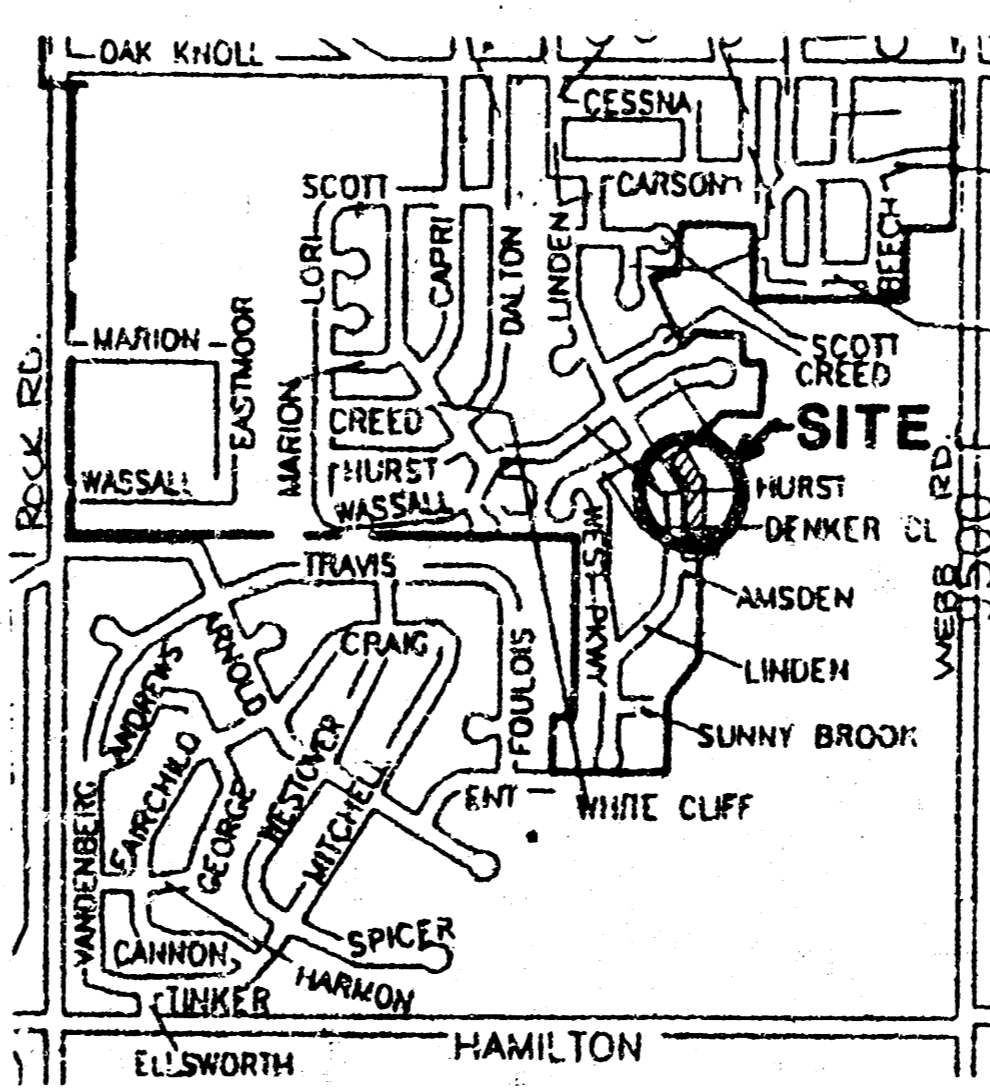 OAK KNOLL
CESSNA
SCOTT
CARSON
LORI
CAPRI
DALTON
LINDEN
BEECH
MARION
EASTMOOR
SCOTT
CREED
ROCK RD.
MARION
CREED
SITE
WASSALL
HURST
WASSALL
HURST
DENKER CL
WEBB RD.
TRAVIS
WEST PKWY
AMSDEN
ARNOLD
CRAIG
FOULOIS
LINDEN
ANDREWS
SUNNY BROOK
FAIRCHILD
WESTOVER
VANDENBERG
GEORGE
MITCHELL
ENT
WHITE CLIFF
CANNON
SPICER
HARMON
TINKER
ELLSWORTH
HAMILTON